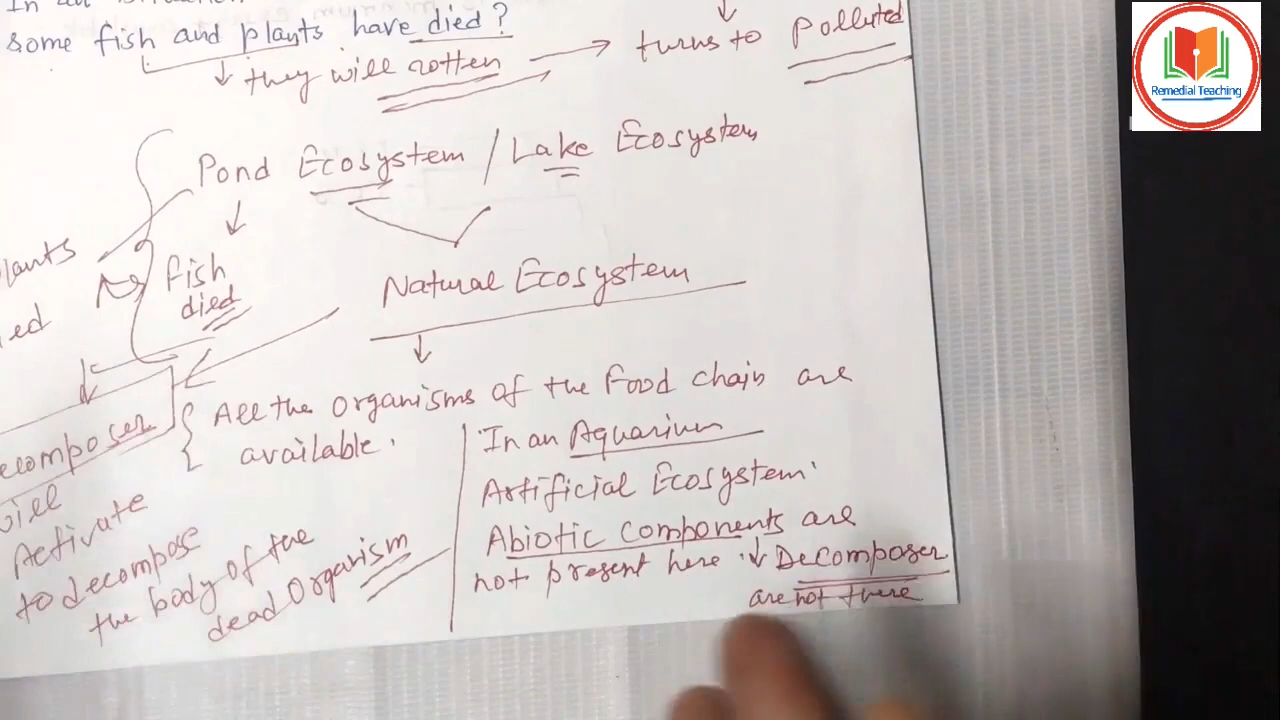 some fish and plants have died?
they will rotten
turns to Polluted
Pond Ecosystem / Lake Ecosystem
plants
fish
died
Natural Ecosystem
All the organisms of the Food chain are
available.
Decomposer
will
Activate
to decompose
the body of the
dead Organism
In an Aquarium
Artificial Ecosystem.
Abiotic components are
not present here
Decomposer
are not there
Remedial Teaching